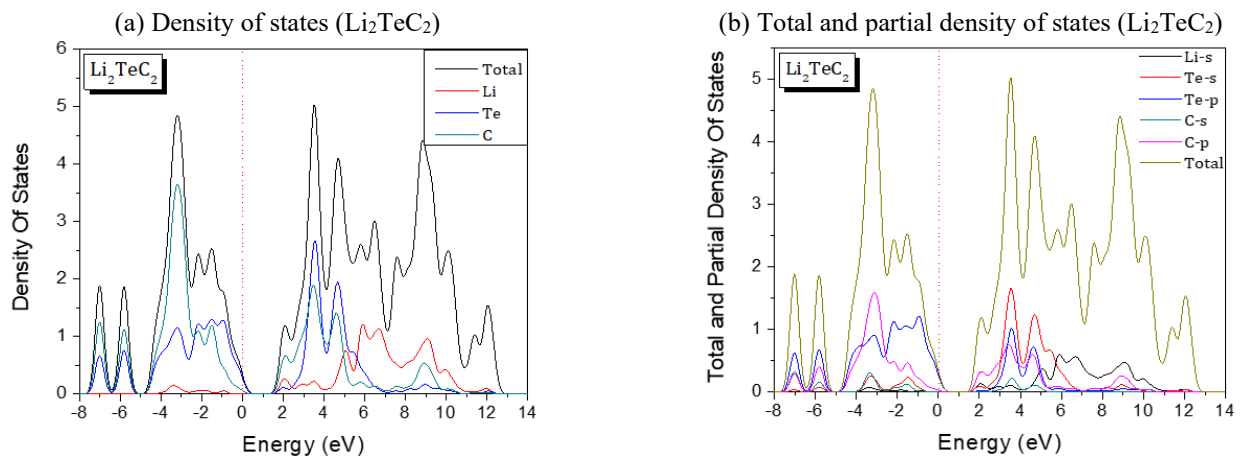 (a) Density of states (Li₂TeC₂)
6
5
4
3
2
1
0
Density Of States
Li₂TeC₂
Total
Li
Te
C
-8 -6 -4 -2 0 2 4 6 8 10 12 14
Energy (eV)
(b) Total and partial density of states (Li₂TeC₂)
5
4
3
2
1
0
Total and Partial Density Of States
Li₂TeC₂
Li-s
Te-s
Te-p
C-s
C-p
Total
-8 -6 -4 -2 0 2 4 6 8 10 12 14
Energy (eV)